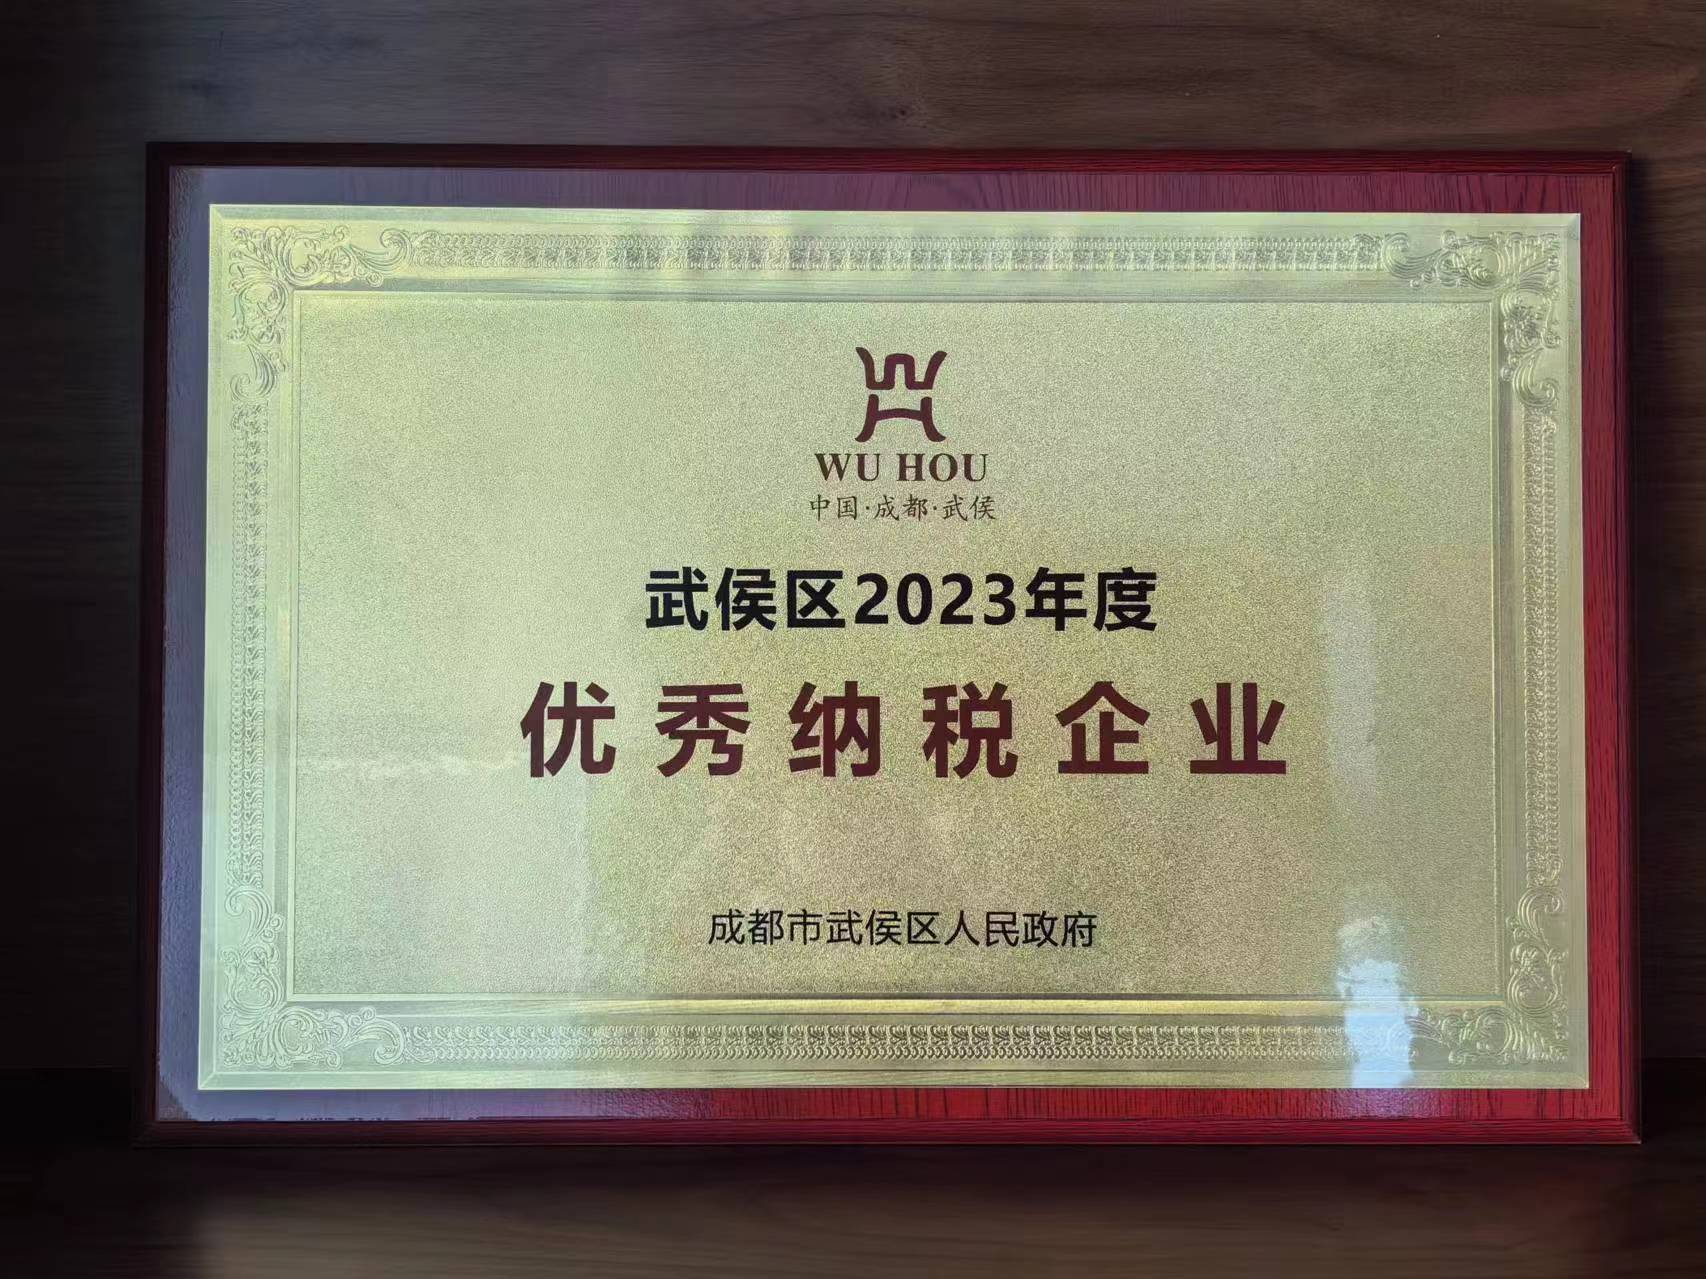 WU HOU
中国·成都·武侯
武侯区2023年度
优秀纳税企业
成都市武侯区人民政府